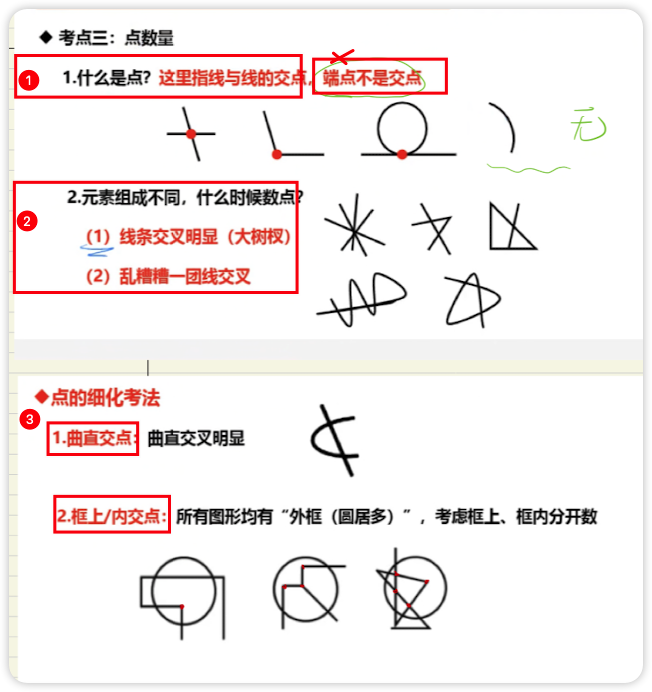 ◆ 考点三：点数量
1 1.什么是点？这里指线与线的交点，端点不是交点
无
2 2.元素组成不同，什么时候数点？
（1）线条交叉明显（大树杈）
（2）乱糟糟一团线交叉
◆点的细化考法
3 1.曲直交点：曲直交叉明显
2.框上/内交点：所有图形均有“外框（圆居多）”，考虑框上、框内分开数